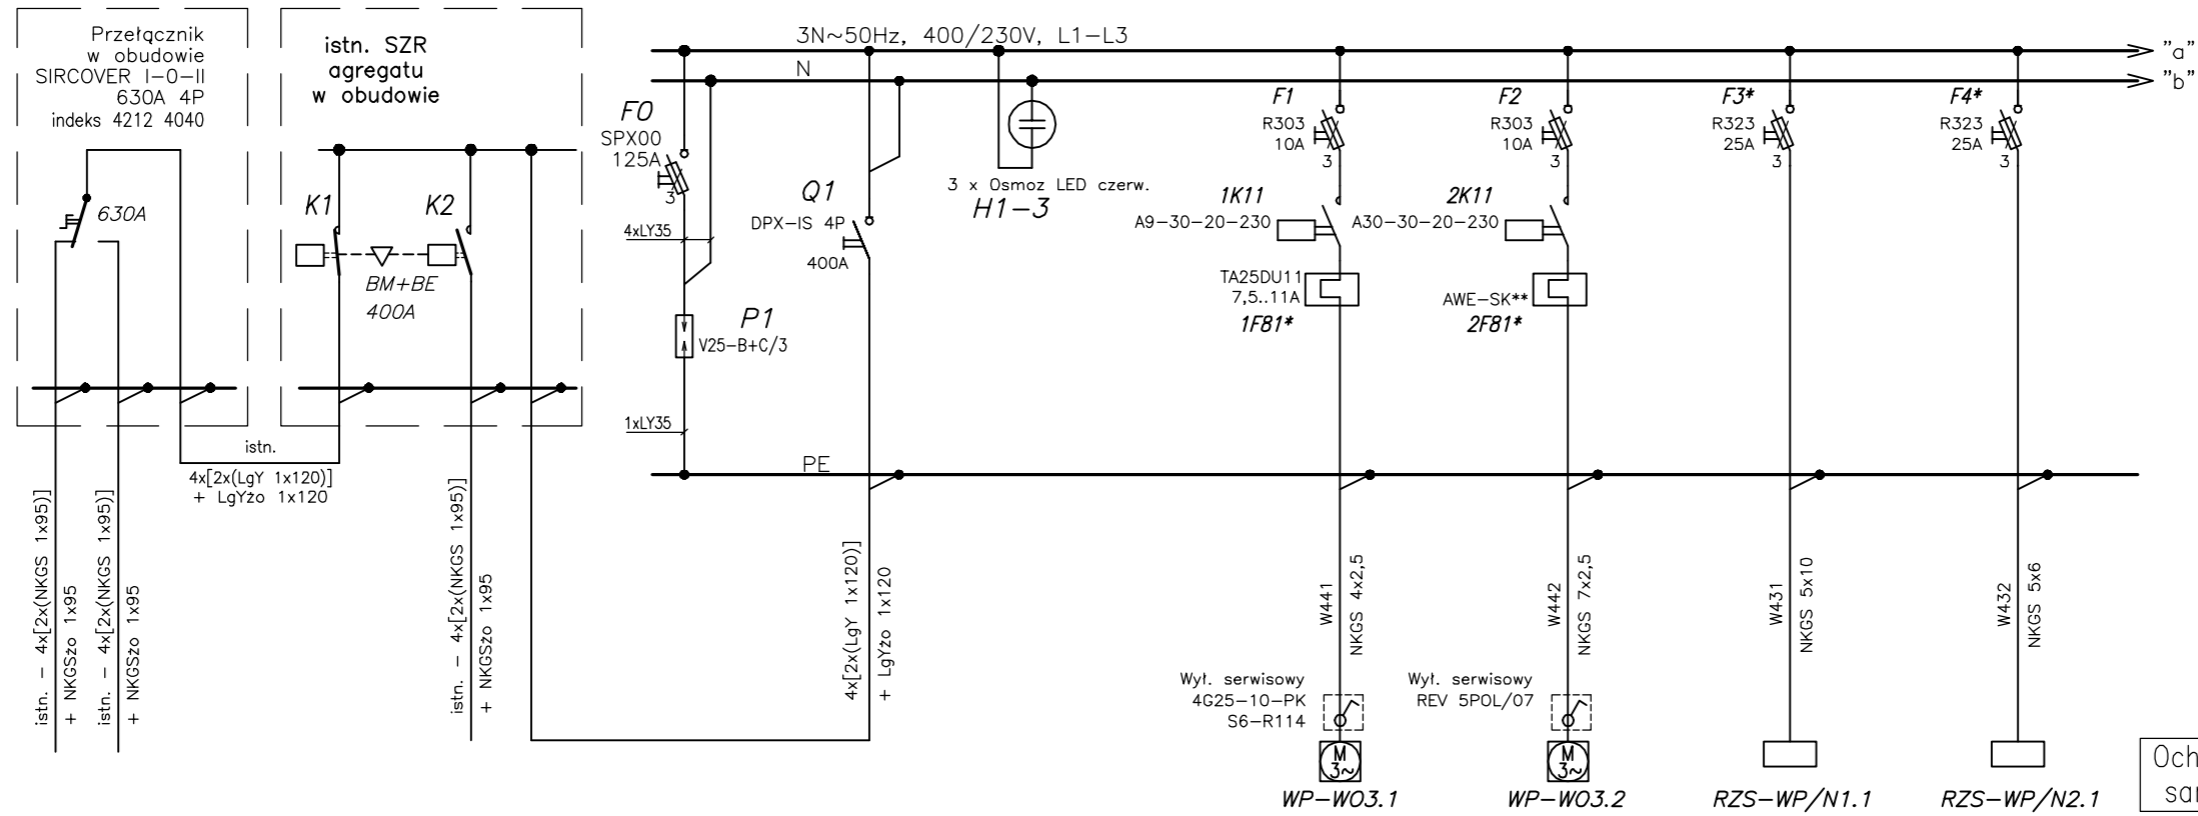 Przełącznik
w obudowie
SIRCOVER I-0-II
630A 4P
indeks 4212 4040
630A
istn. SZR
agregatu
w obudowie
K1
K2
BM+BE
400A
istn.
4x[2x(LgY 1x120)]
+ LgYżo 1x120
istn. - 4x[2x(NKGS 1x95)]
+ NKGSżo 1x95
istn. - 4x[2x(NKGS 1x95)]
+ NKGSżo 1x95
istn. - 4x[2x(NKGS 1x95)]
+ NKGSżo 1x95
3N~50Hz, 400/230V, L1-L3
N
"a"
"b"
F0
SPX00
125A
3
4xLY35
P1
V25-B+C/3
1xLY35
PE
Q1
DPX-IS 4P
400A
4x[2x(LgY 1x120)]
+ LgYżo 1x120
3 x Osmoz LED czerw.
H1-3
F1
R303
10A
3
1K11
A9-30-20-230
TA25DU11
7,5..11A
1F81*
W441
NKGS 4x2,5
Wył. serwisowy
4G25-10-PK
S6-R114
M
3~
WP-WO3.1
F2
R303
10A
3
2K11
A30-30-20-230
AWE-SK**
2F81*
W442
NKGS 7x2,5
Wył. serwisowy
REV 5POL/07
M
3~
WP-WO3.2
F3*
R323
25A
3
W431
NKGS 5x10
RZS-WP/N1.1
F4*
R323
25A
3
W432
NKGS 5x6
RZS-WP/N2.1